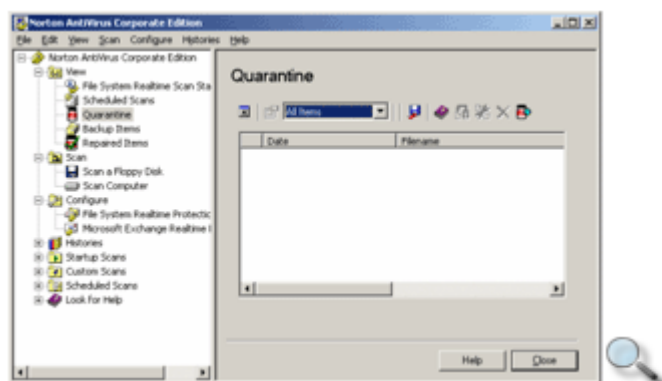 Norton AntiVirus Corporate Edition
File Edit View Scan Configure Histories Help
Norton AntiVirus Corporate Edition
View
File System Realtime Scan Sta
Scheduled Scans
Quarantine
Backup Items
Repaired Items
Scan
Scan a Floppy Disk
Scan Computer
Configure
File System Realtime Protectic
Microsoft Exchange Realtime I
Histories
Startup Scans
Custom Scans
Scheduled Scans
Look for Help
Quarantine
All Items
Date Filename
Help Close